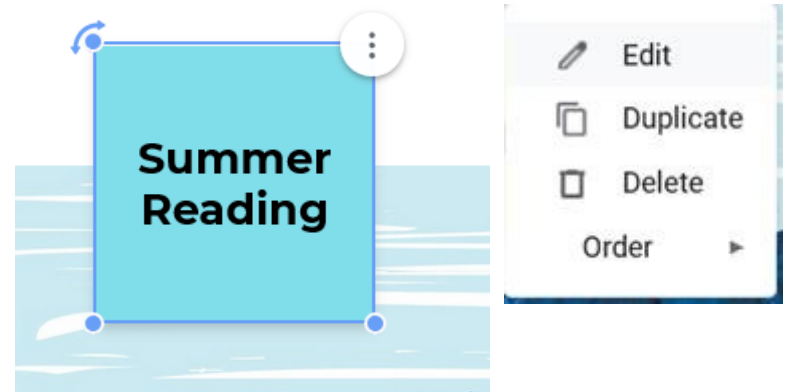 Summer
Reading
Edit
Duplicate
Delete
Order